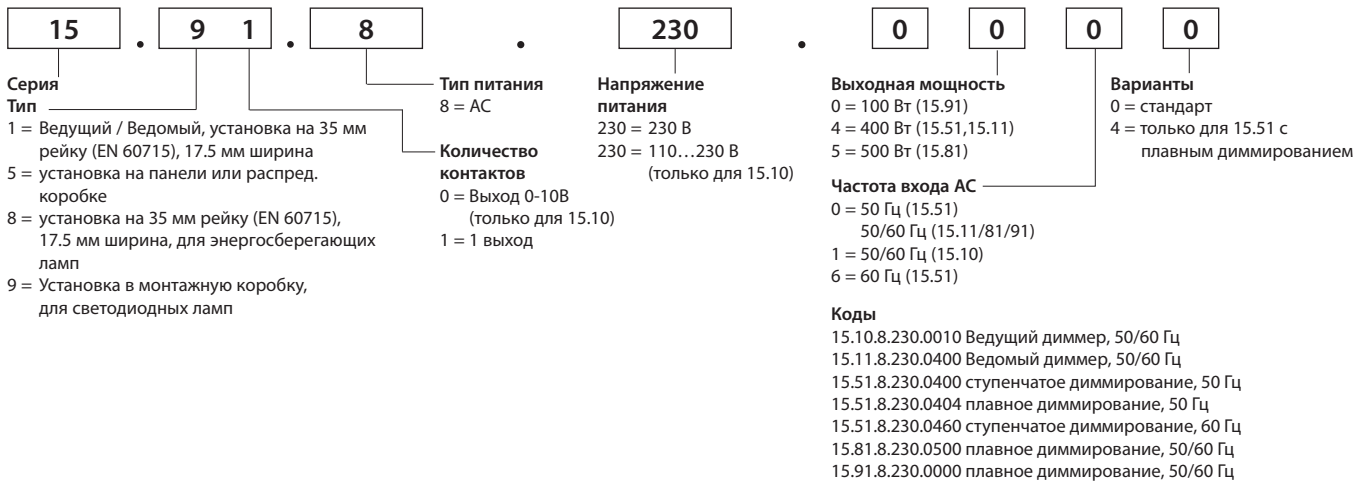 15 . 9 1 . 8 . 230 . 0 0 0 0
Серия
Тип
1 = Ведущий / Ведомый, установка на 35 мм
рейку (EN 60715), 17.5 мм ширина
5 = установка на панели или распред.
коробке
8 = установка на 35 мм рейку (EN 60715),
17.5 мм ширина, для энергосберегающих
ламп
9 = Установка в монтажную коробку,
для светодиодных ламп
Тип питания
8 = AC
Количество
контактов
0 = Выход 0-10В
(только для 15.10)
1 = 1 выход
Напряжение
питания
230 = 230 В
230 = 110…230 В
(только для 15.10)
Выходная мощность
0 = 100 Вт (15.91)
4 = 400 Вт (15.51,15.11)
5 = 500 Вт (15.81)
Частота входа АС
0 = 50 Гц (15.51)
50/60 Гц (15.11/81/91)
1 = 50/60 Гц (15.10)
6 = 60 Гц (15.51)
Коды
15.10.8.230.0010 Ведущий диммер, 50/60 Гц
15.11.8.230.0400 Ведомый диммер, 50/60 Гц
15.51.8.230.0400 ступенчатое диммирование, 50 Гц
15.51.8.230.0404 плавное диммирование, 50 Гц
15.51.8.230.0460 ступенчатое диммирование, 60 Гц
15.81.8.230.0500 плавное диммирование, 50/60 Гц
15.91.8.230.0000 плавное диммирование, 50/60 Гц
Варианты
0 = стандарт
4 = только для 15.51 с
плавным диммированием